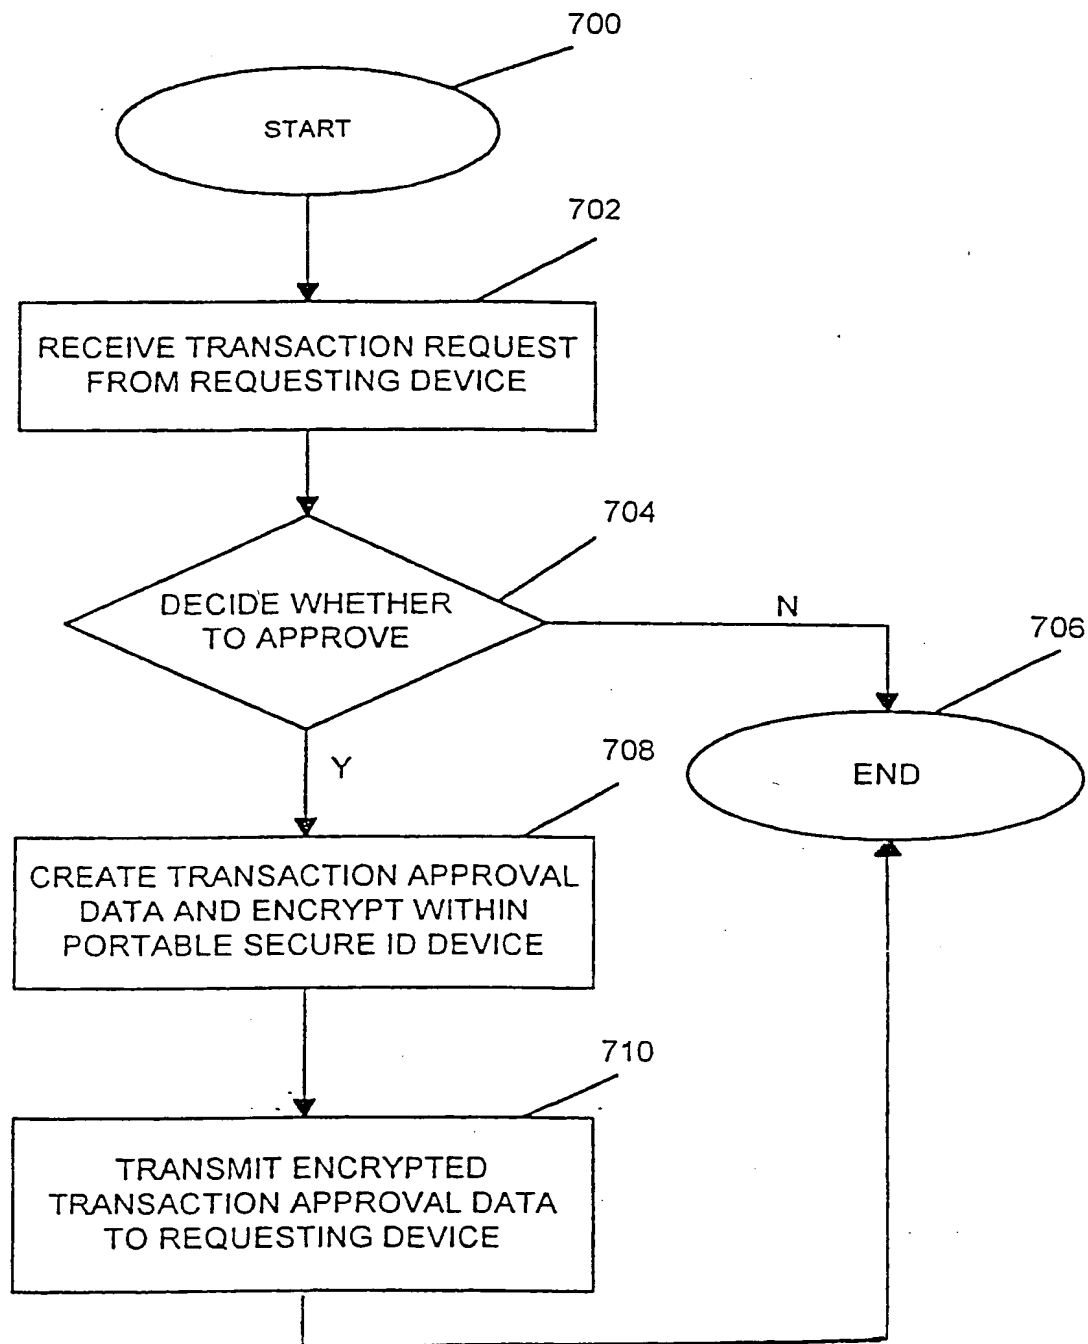 700
START
702
RECEIVE TRANSACTION REQUEST
FROM REQUESTING DEVICE
704
DECIDE WHETHER
TO APPROVE
N
706
END
Y
708
CREATE TRANSACTION APPROVAL
DATA AND ENCRYPT WITHIN
PORTABLE SECURE ID DEVICE
710
TRANSMIT ENCRYPTED
TRANSACTION APPROVAL DATA
TO REQUESTING DEVICE